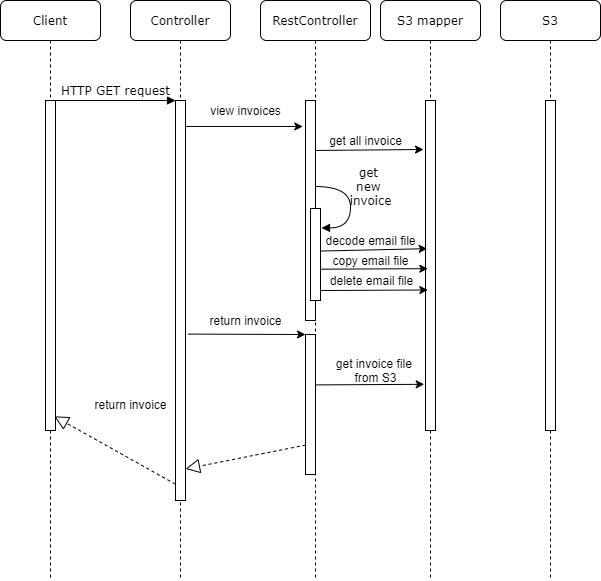 Client
Controller
RestController
S3 mapper
S3
HTTP GET request
view invoices
get all invoice
get
new
invoice
decode email file
copy email file
delete email file
return invoice
get invoice file
from S3
return invoice